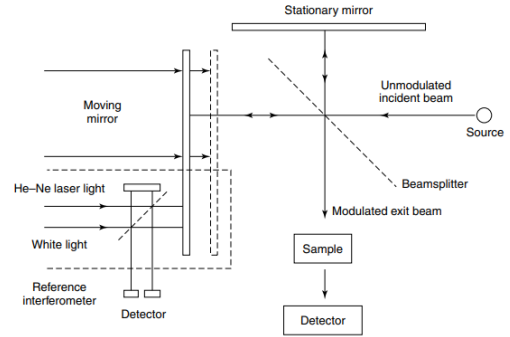 Stationary mirror
Unmodulated
incident beam
Source
Moving
mirror
Beamsplitter
He–Ne laser light
Modulated exit beam
White light
Sample
Reference
interferometer
Detector
Detector